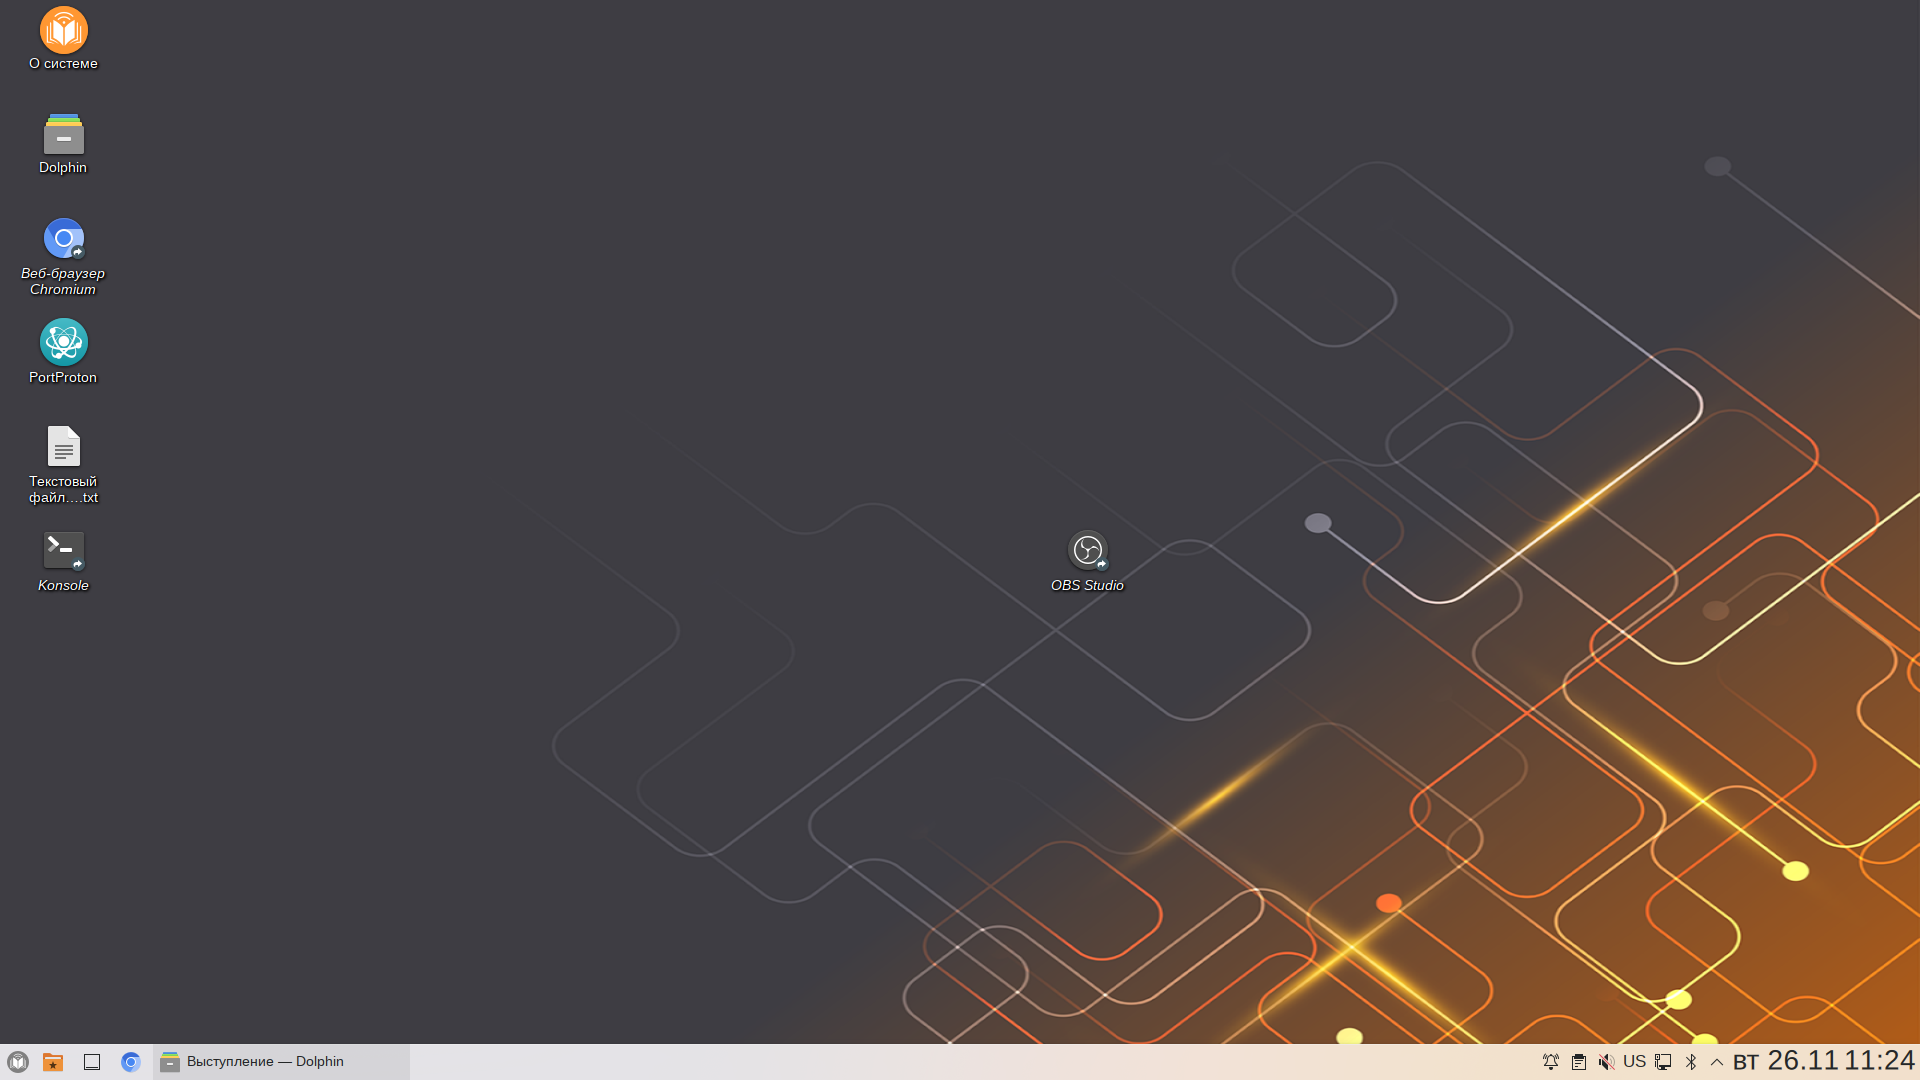 О системе
Dolphin
Веб-браузер
Chromium
PortProton
Текстовый
файл….txt
Konsole
OBS Studio
Выступление — Dolphin
US
ВТ 26.11 11:24